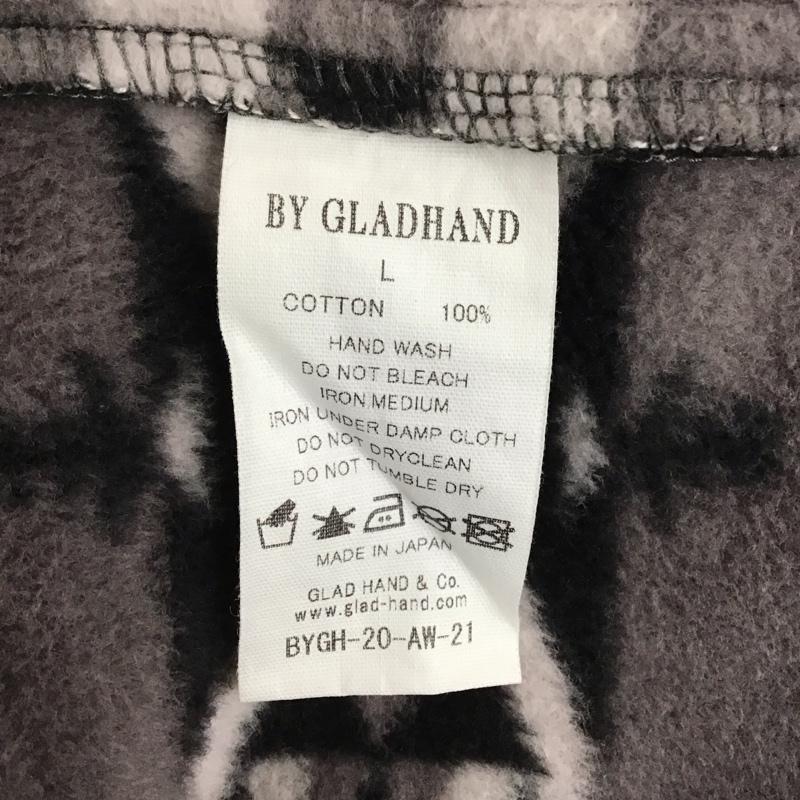 BY GLADHAND
L
COTTON 100%
HAND WASH
DO NOT BLEACH
IRON MEDIUM
IRON UNDER DAMP CLOTH
DO NOT DRYCLEAN
DO NOT TUMBLE DRY
MADE IN JAPAN
GLAD HAND & Co.
www.glad-hand.com
BYGH-20-AW-21